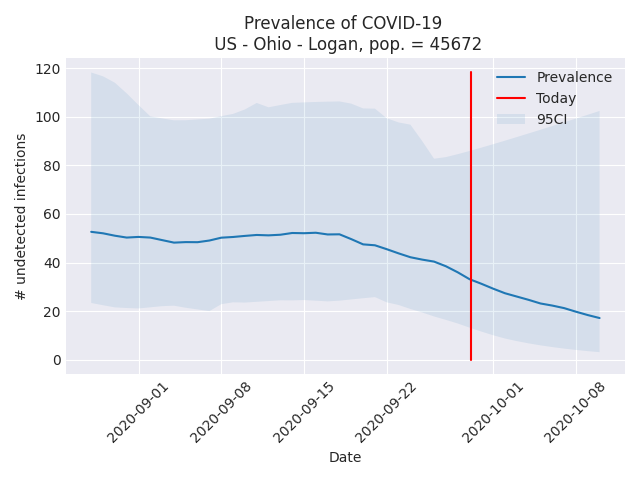 Prevalence of COVID-19
US - Ohio - Logan, pop. = 45672
120
100
80
60
40
20
0
# undetected infections
Prevalence
Today
95CI
2020-09-01
2020-09-08
2020-09-15
2020-09-22
2020-10-01
2020-10-08
Date